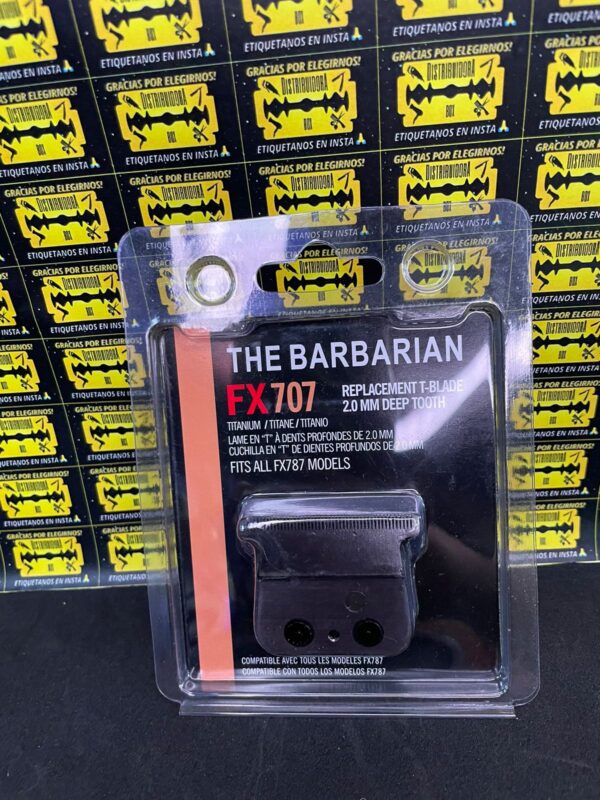 GRACIAS POR ELEGIRNOS!
DISTRIBUIDORA
BOX
ETIQUETANOS EN INSTA
THE BARBARIAN
FX707
REPLACEMENT T-BLADE
2.0 MM DEEP TOOTH
TITANIUM / TITANE / TITANIO
LAME EN "T" À DENTS PROFONDES DE 2.0 MM
CUCHILLA EN "T" DE DIENTES PROFUNDOS DE 2.0 MM
FITS ALL FX787 MODELS
COMPATIBLE AVEC TOUS LES MODELES FX787
COMPATIBLE CON TODOS LOS MODELOS FX787